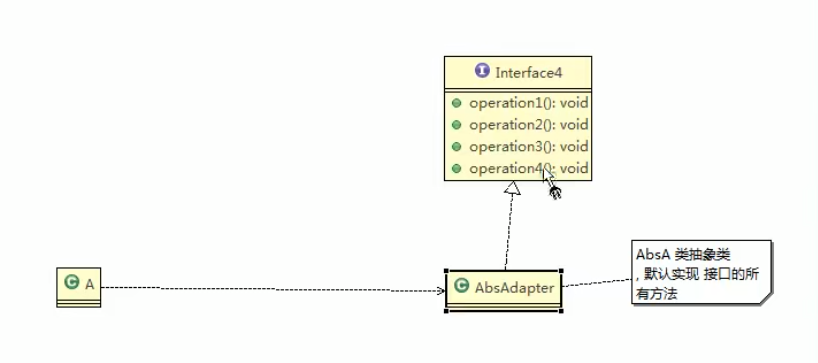 Interface4
operation1(): void
operation2(): void
operation3(): void
operation4(): void
A
AbsAdapter
AbsA 类抽象类
, 默认实现 接口的所
有方法